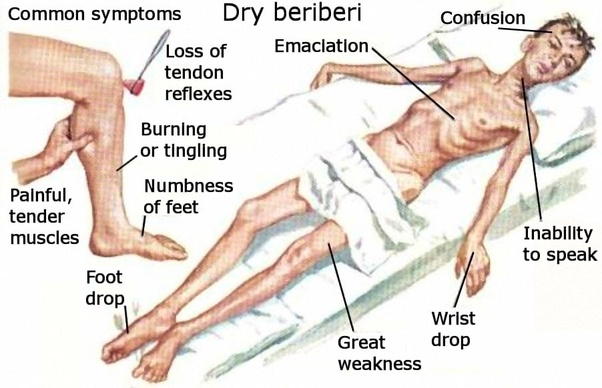 Common symptoms
Dry beriberi
Confusion
Emaciation
Loss of
tendon
reflexes
Burning
or tingling
Painful,
tender
muscles
Numbness
of feet
Inability
to speak
Foot
drop
Wrist
drop
Great
weakness